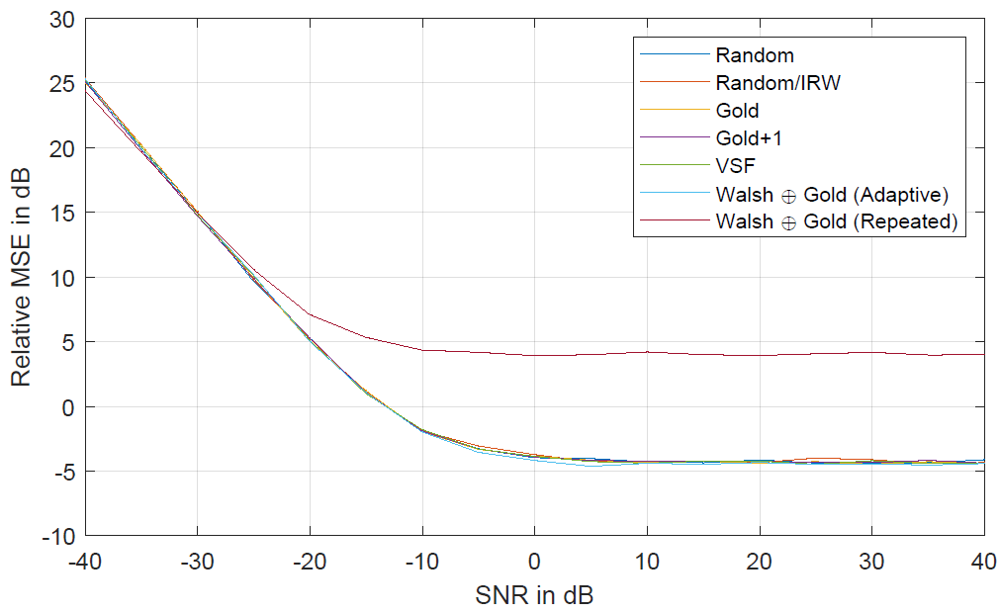 30
25
20
15
10
5
0
-5
-10
Relative MSE in dB
Random
Random/IRW
Gold
Gold+1
VSF
Walsh ⊕ Gold (Adaptive)
Walsh ⊕ Gold (Repeated)
-40 -30 -20 -10 0 10 20 30 40
SNR in dB